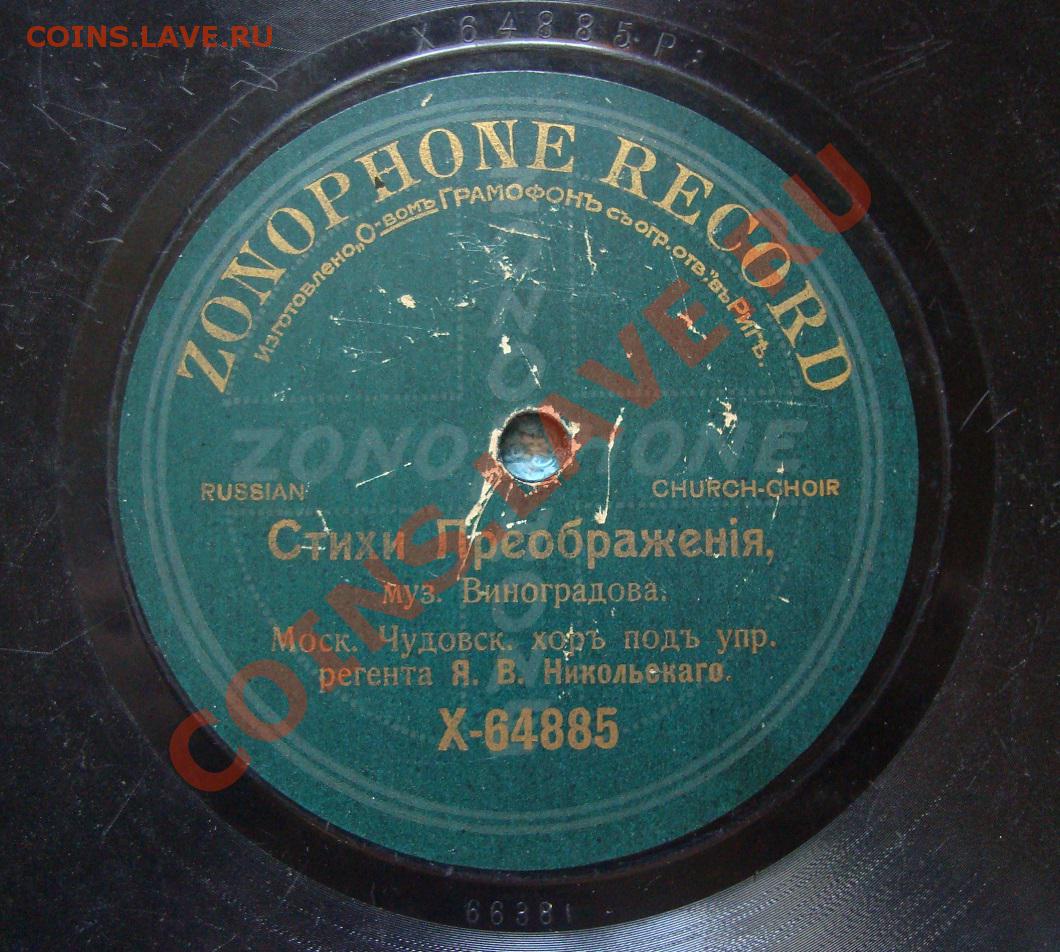 COINS.LAVE.RU
X 64885 P
ZONOPHONE RECORD
Изготовлено „О-вомъ Грамофонъ съ огр. отв.“ въ Ригѣ.
ZONOPHONE
ZONOPHONE
RUSSIAN CHURCH-CHOIR
Стихи Преображенія,
муз. Виноградова.
Моск. Чудовск. хоръ подъ упр.
регента Я. В. Никольскаго.
X-64885
66381
COINS.LAVE.RU